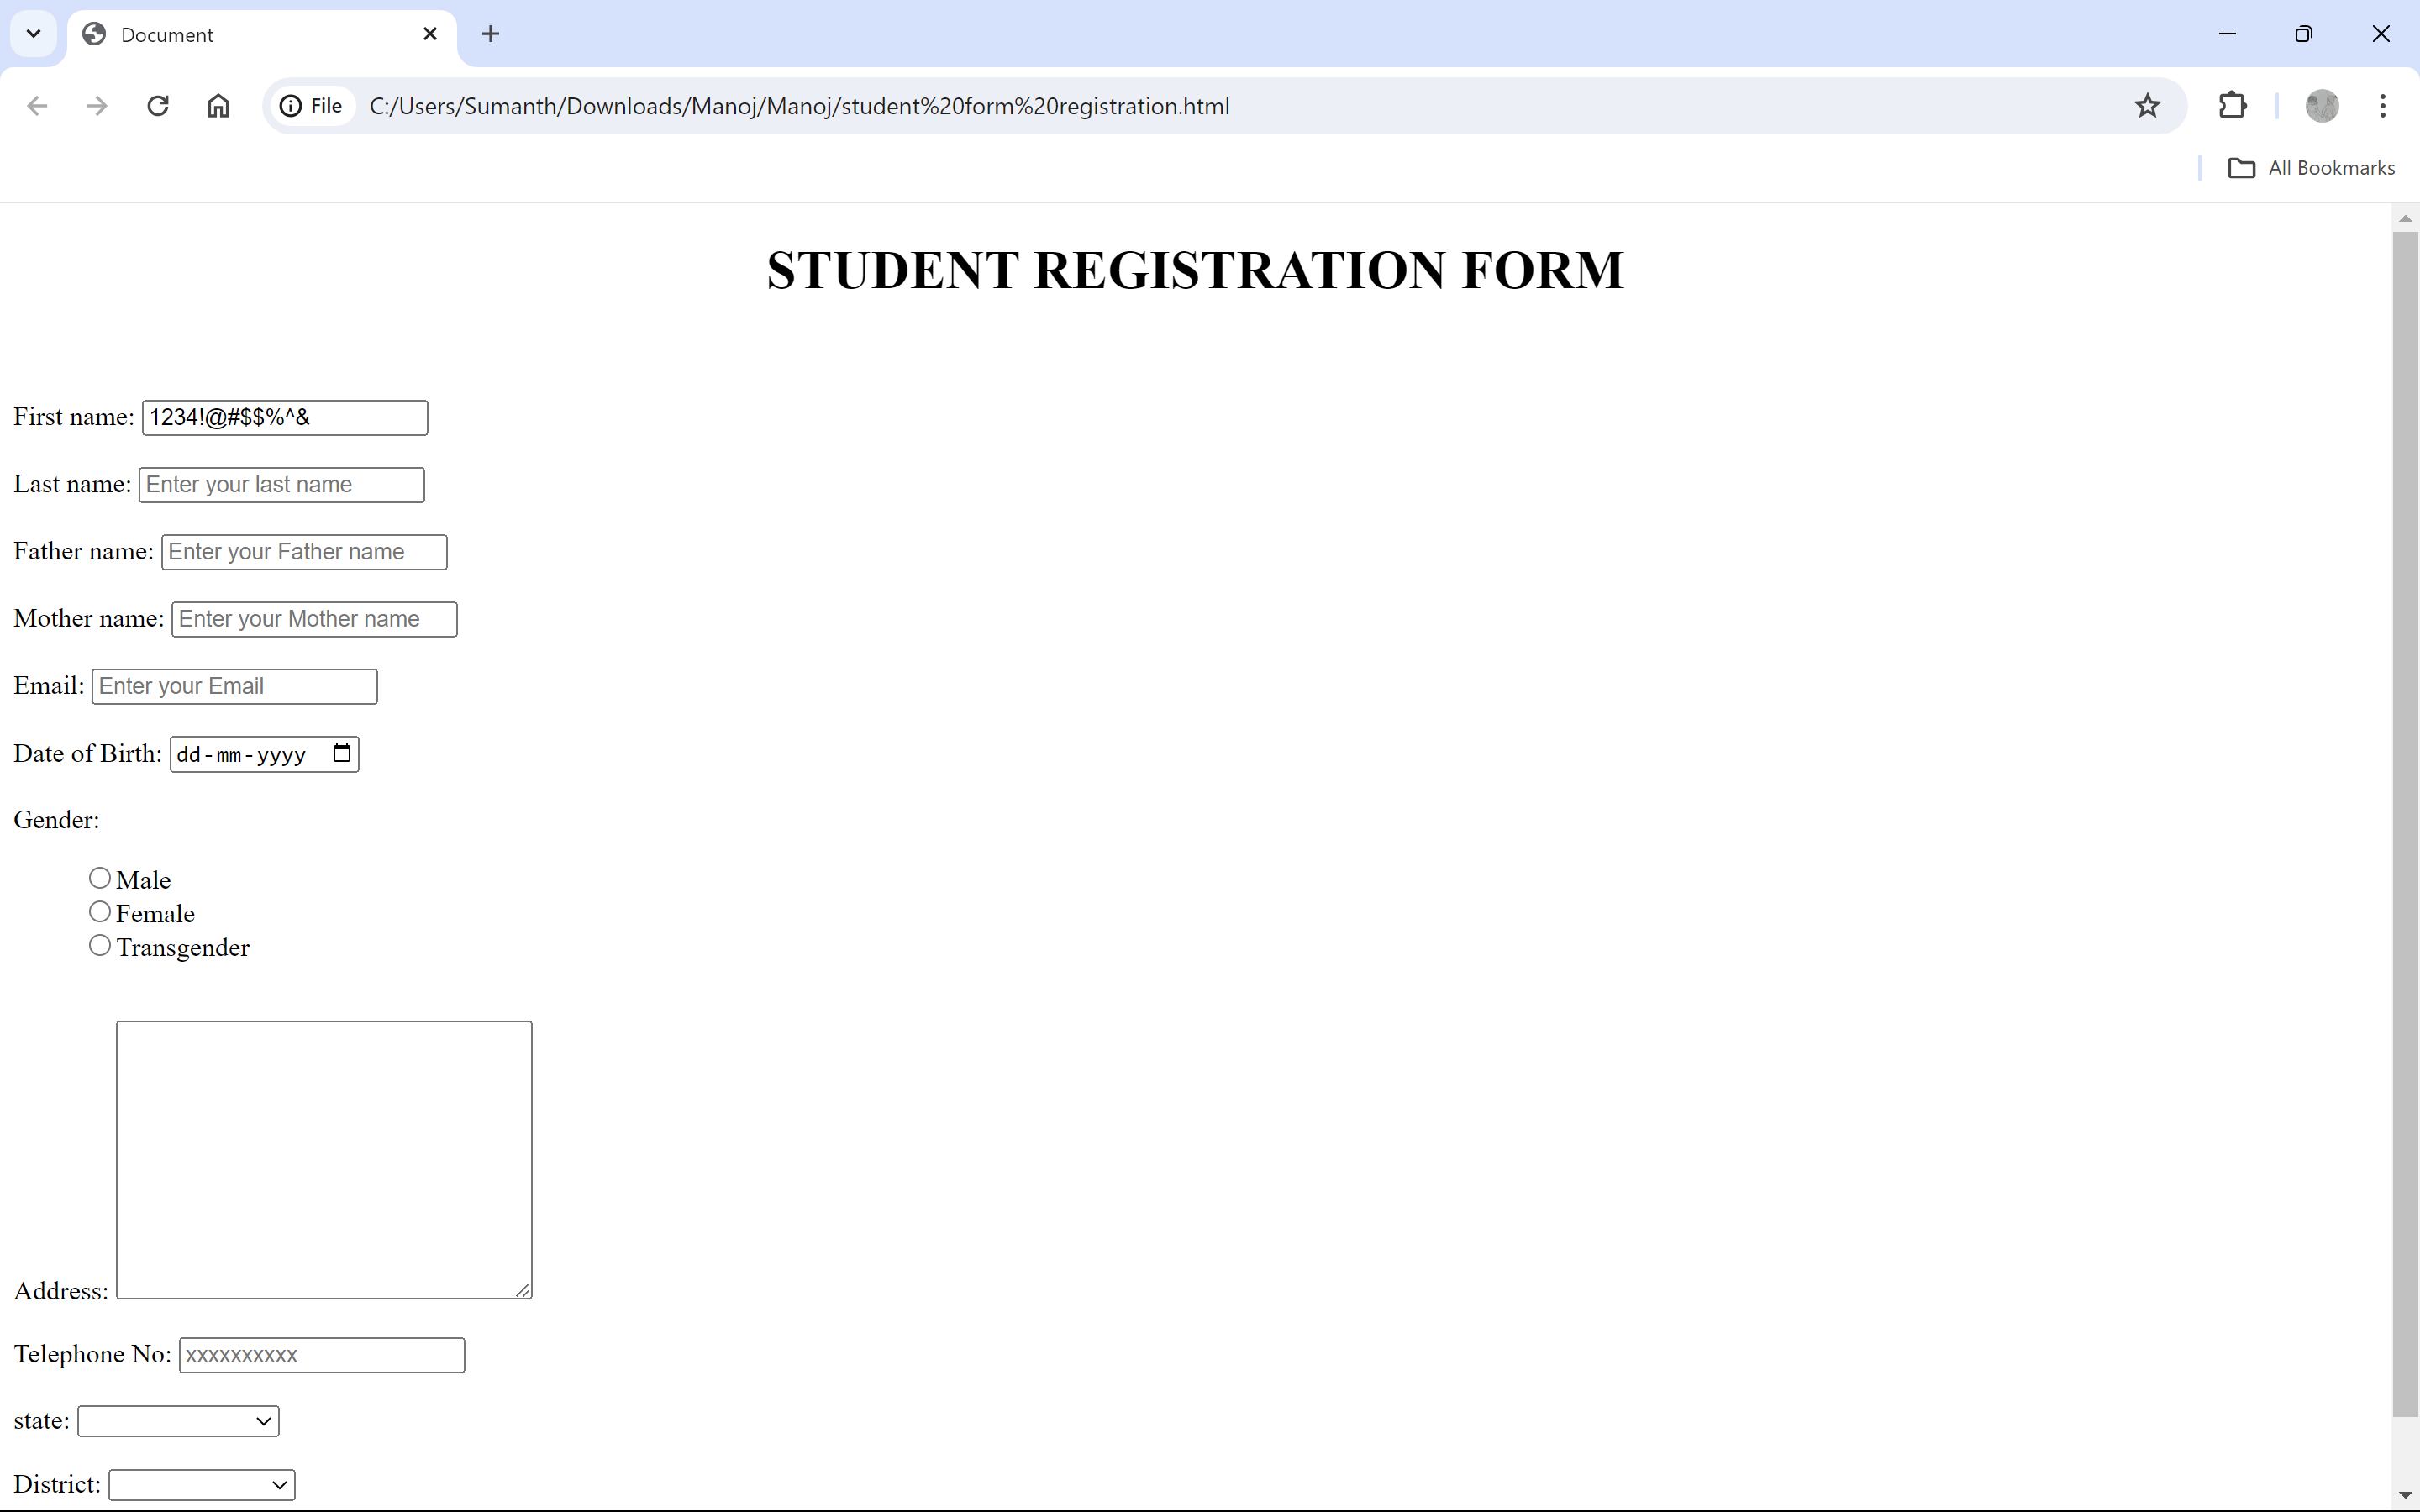 Document
File C:/Users/Sumanth/Downloads/Manoj/Manoj/student%20form%20registration.html
All Bookmarks
STUDENT REGISTRATION FORM
First name: 1234!@#$$%^&
Last name: Enter your last name
Father name: Enter your Father name
Mother name: Enter your Mother name
Email: Enter your Email
Date of Birth: dd-mm-yyyy
Gender:
Male
Female
Transgender
Address:
Telephone No: xxxxxxxxxx
state:
District: